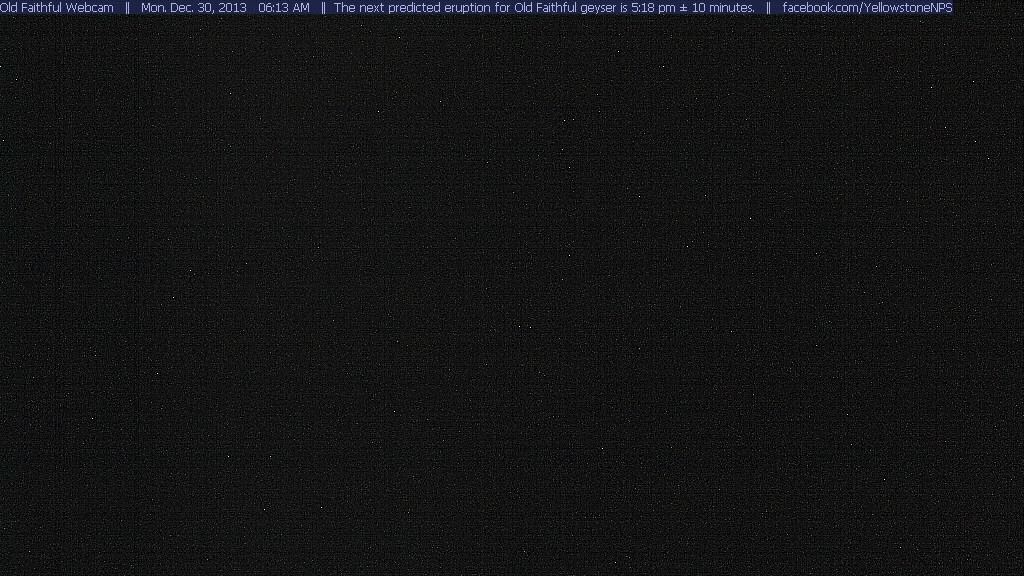 Old Faithful Webcam || Mon. Dec. 30, 2013 06:13 AM || The next predicted eruption for Old Faithful geyser is 5:18 pm ± 10 minutes. || facebook.com/YellowstoneNPS